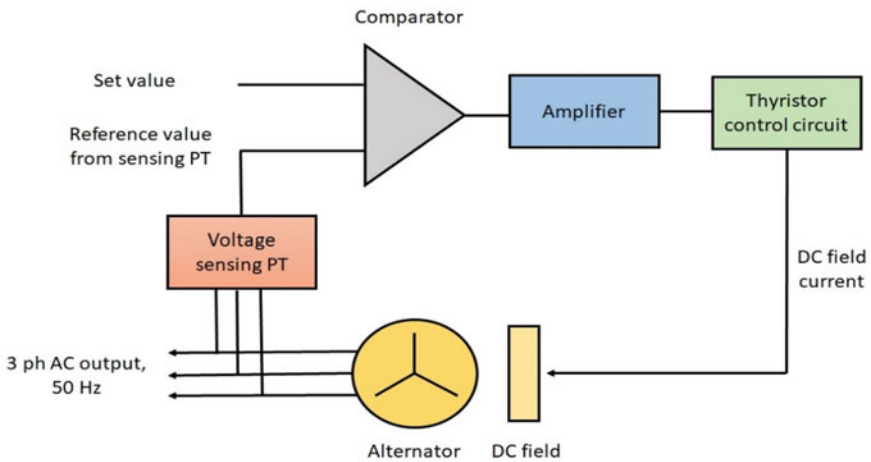 Comparator
Set value
Reference value
from sensing PT
Amplifier
Thyristor
control circuit
Voltage
sensing PT
DC field
current
3 ph AC output,
50 Hz
Alternator
DC field